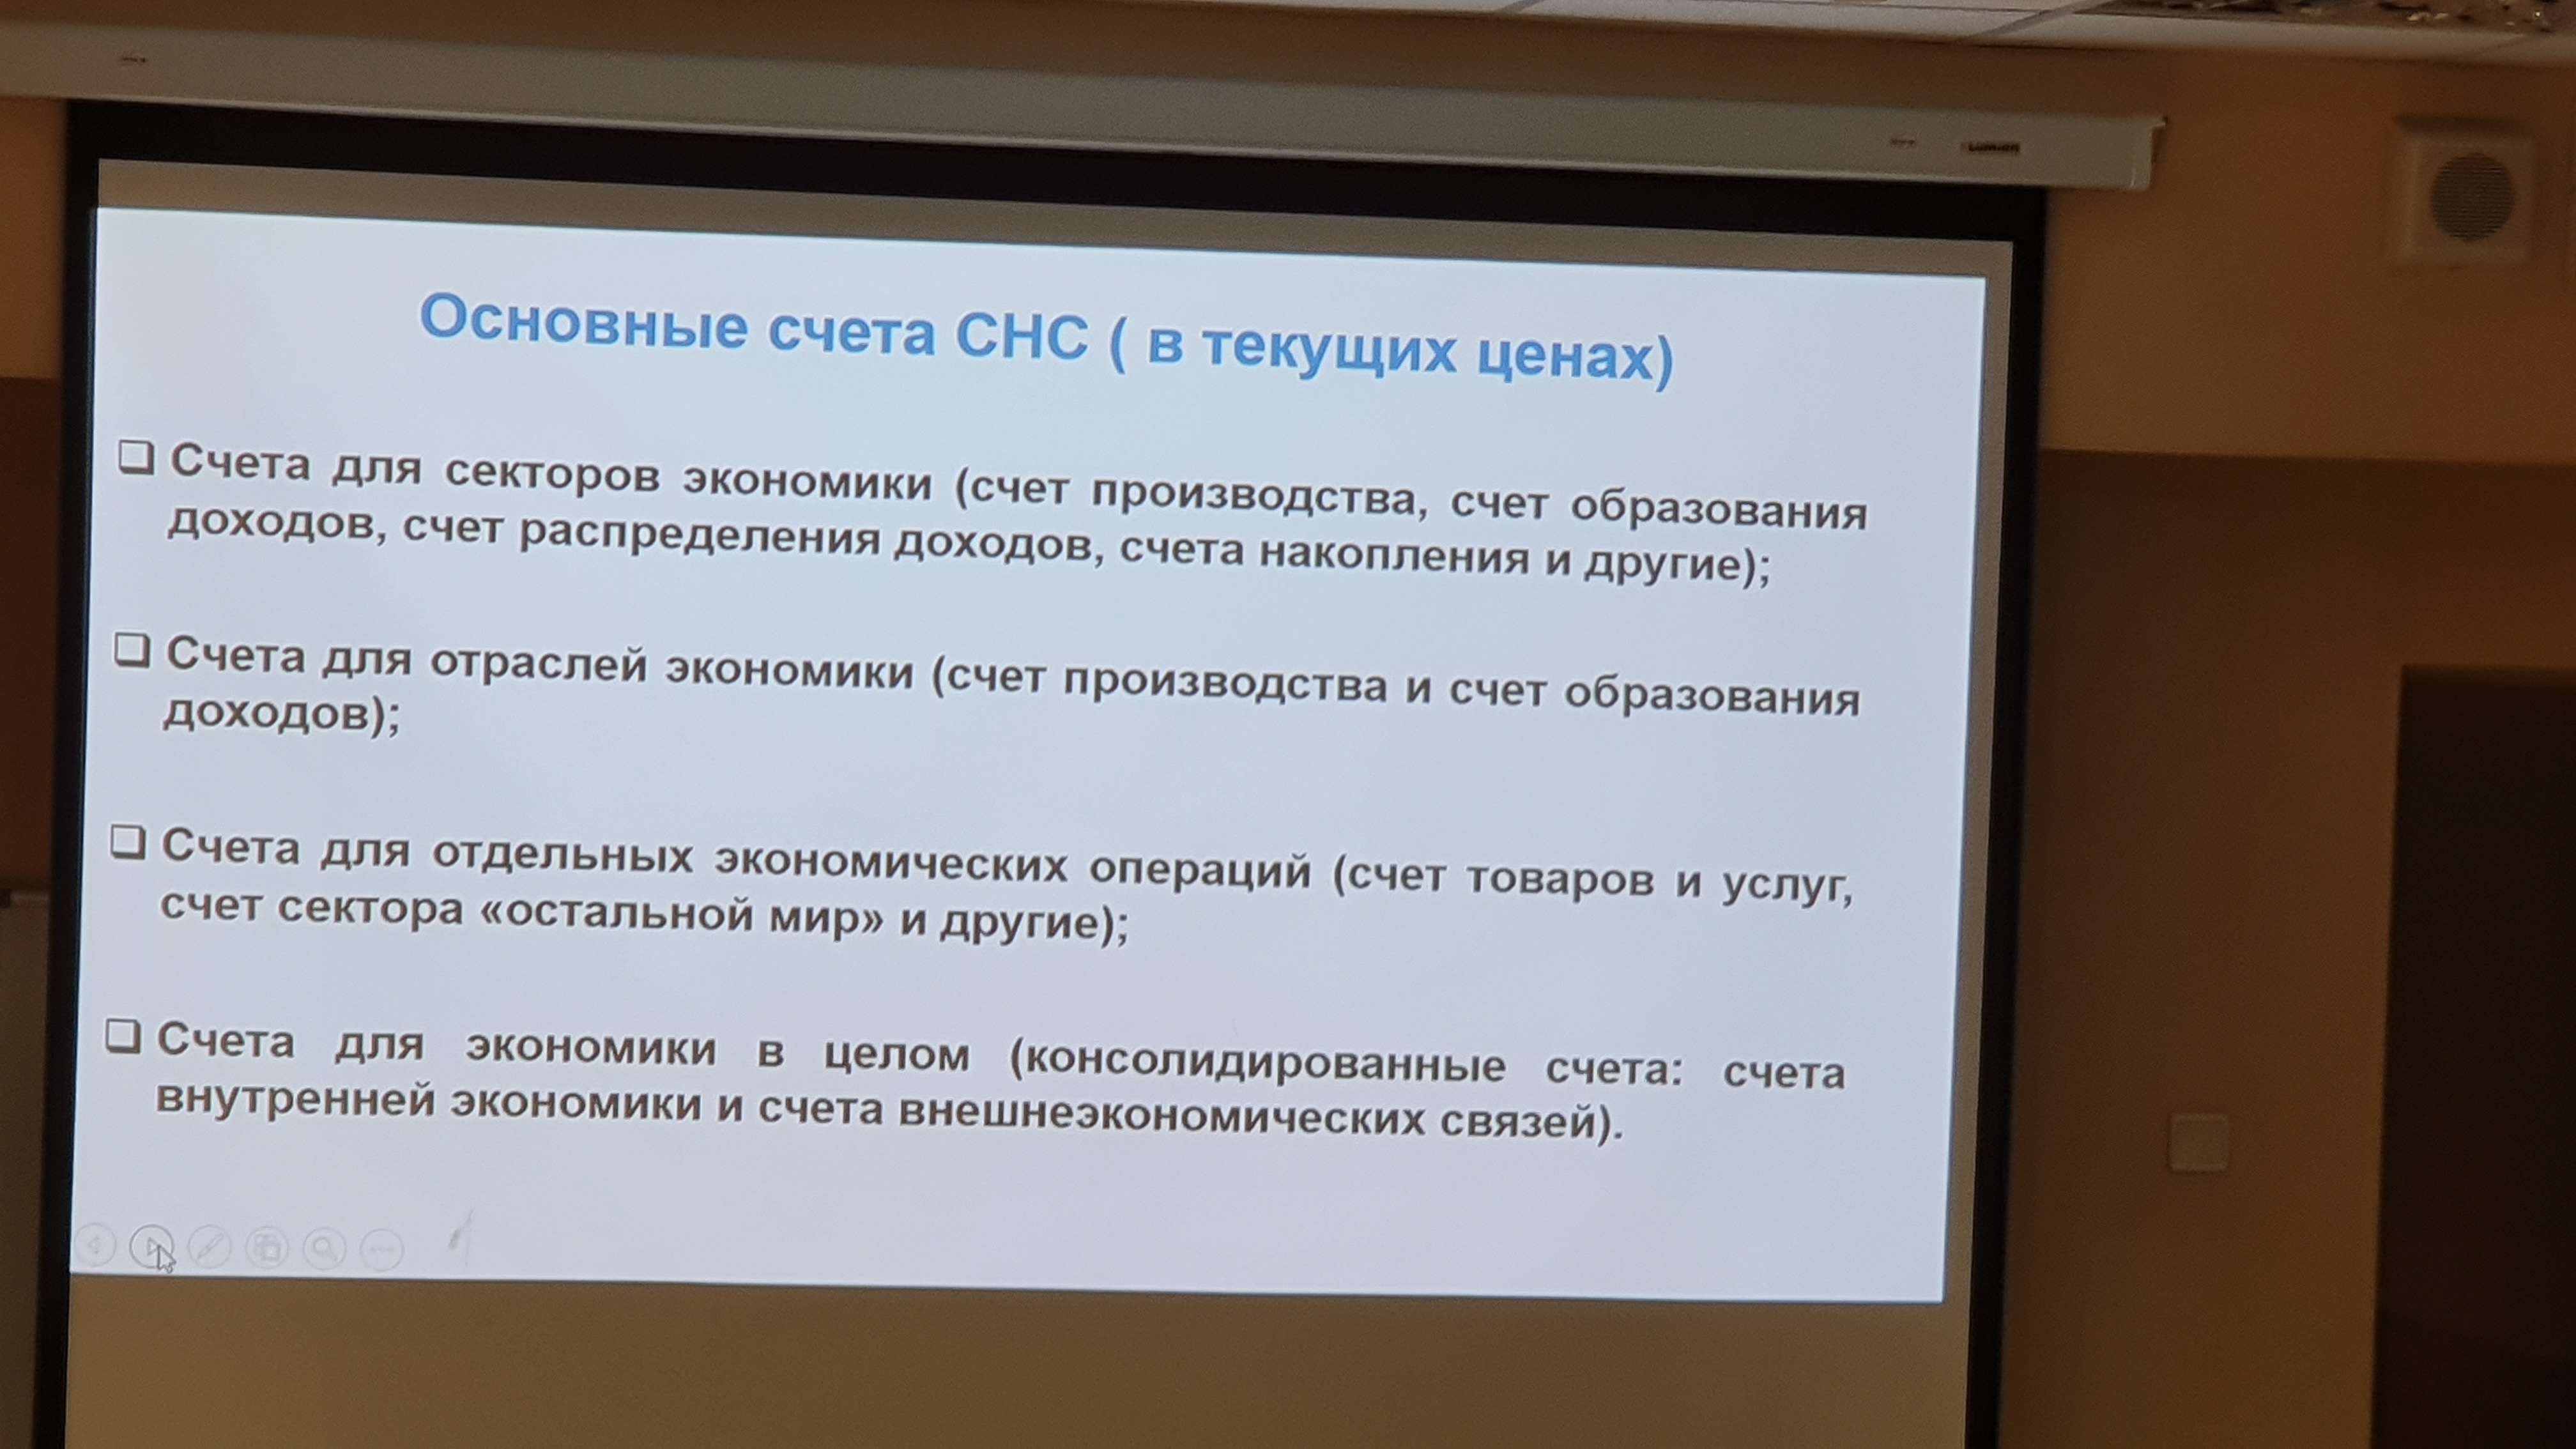 Lumien
Основные счета СНС ( в текущих ценах)
Счета для секторов экономики (счет производства, счет образования
доходов, счет распределения доходов, счета накопления и другие);
Счета для отраслей экономики (счет производства и счет образования
доходов);
Счета для отдельных экономических операций (счет товаров и услуг,
счет сектора «остальной мир» и другие);
Счета для экономики в целом (консолидированные счета: счета
внутренней экономики и счета внешнеэкономических связей).